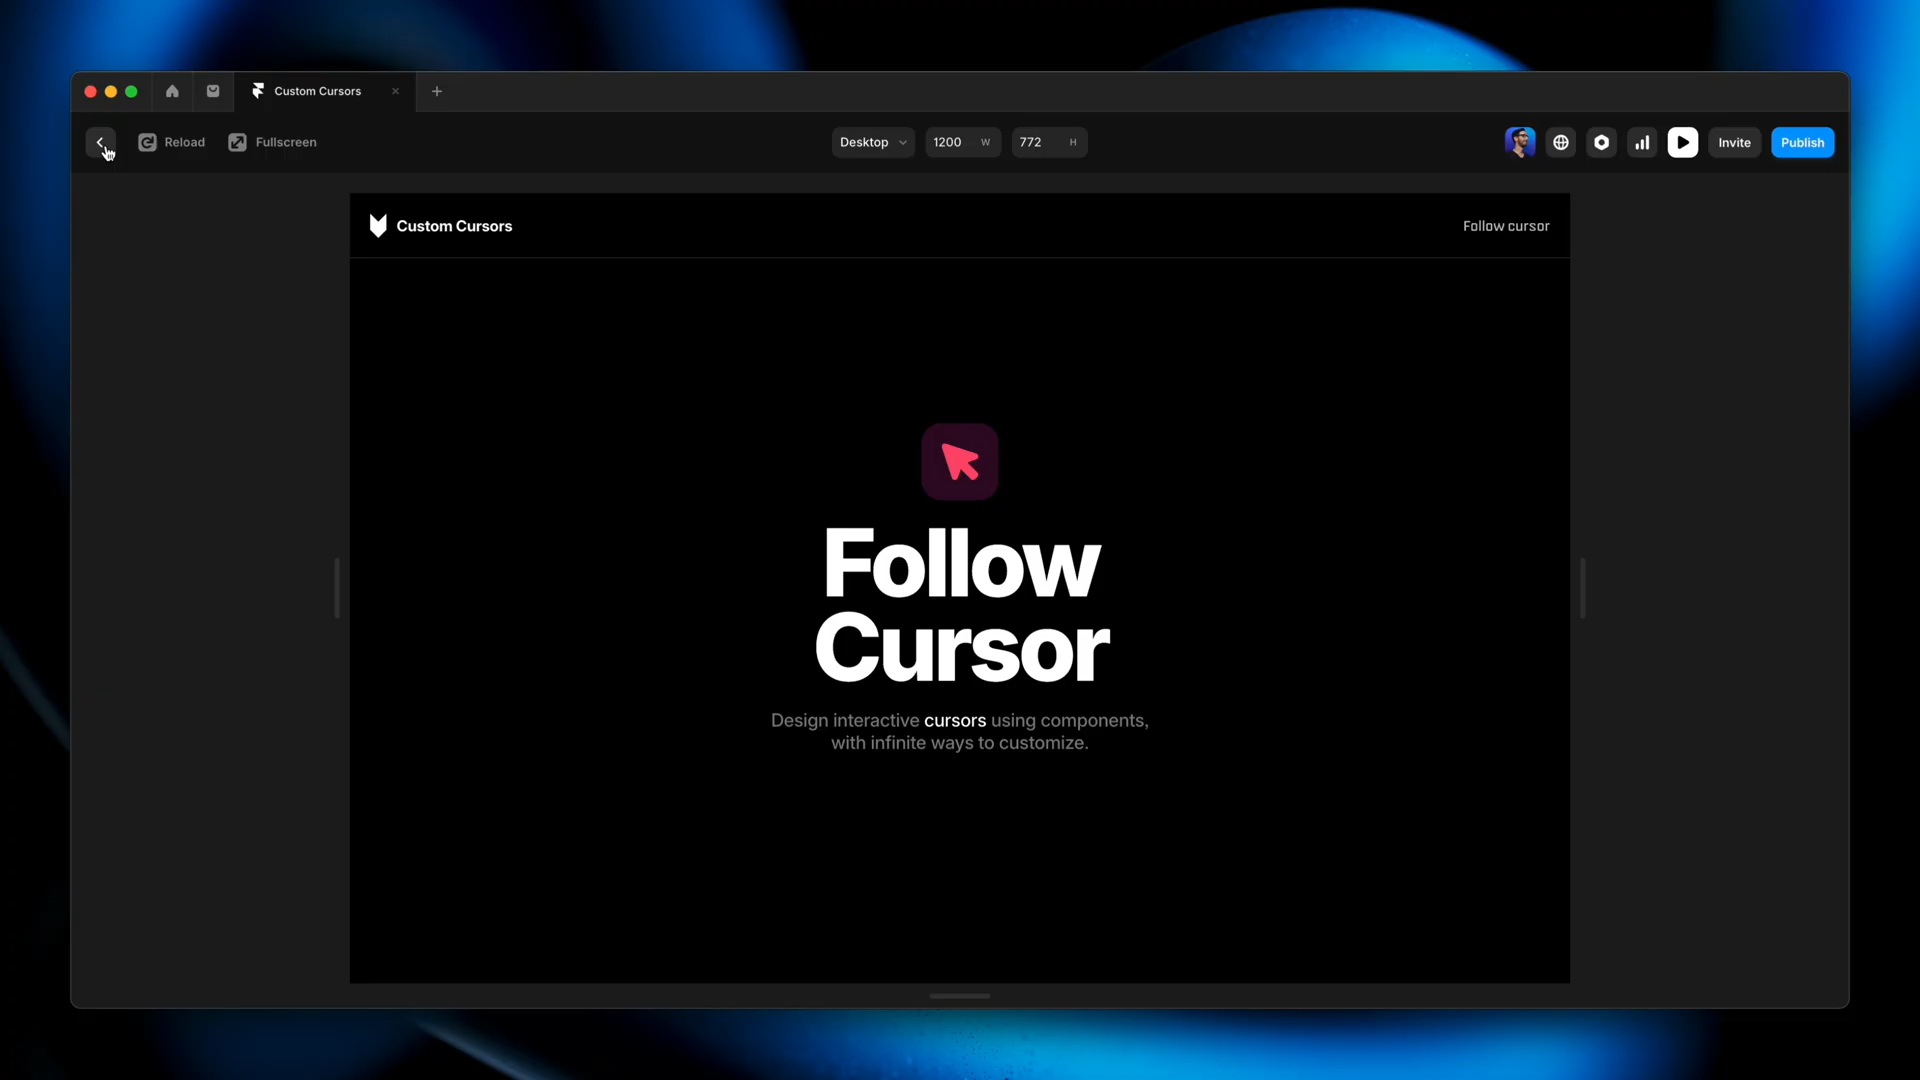 Custom Cursors
Reload
Fullscreen
Desktop
1200 W
772 H
Invite
Publish
Custom Cursors
Follow cursor
Follow
Cursor
Design interactive cursors using components,
with infinite ways to customize.